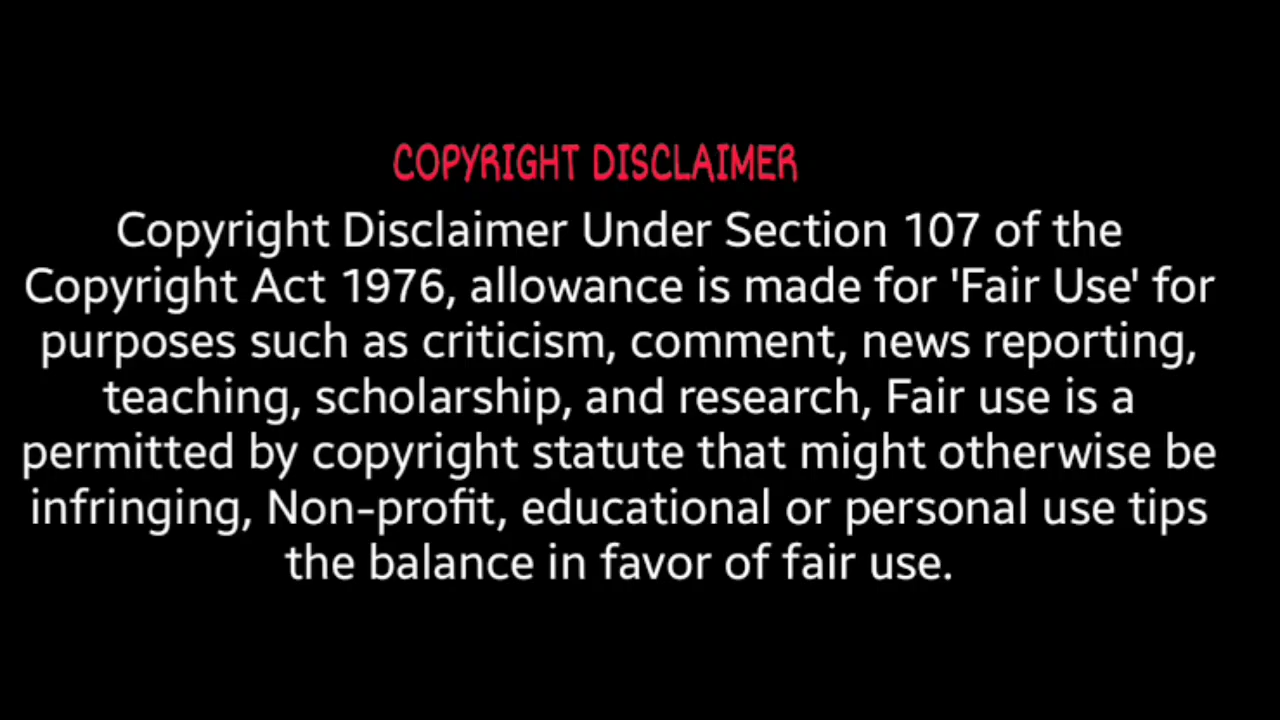 COPYRIGHT DISCLAIMER
Copyright Disclaimer Under Section 107 of the
Copyright Act 1976, allowance is made for 'Fair Use' for
purposes such as criticism, comment, news reporting,
teaching, scholarship, and research, Fair use is a
permitted by copyright statute that might otherwise be
infringing, Non-profit, educational or personal use tips
the balance in favor of fair use.